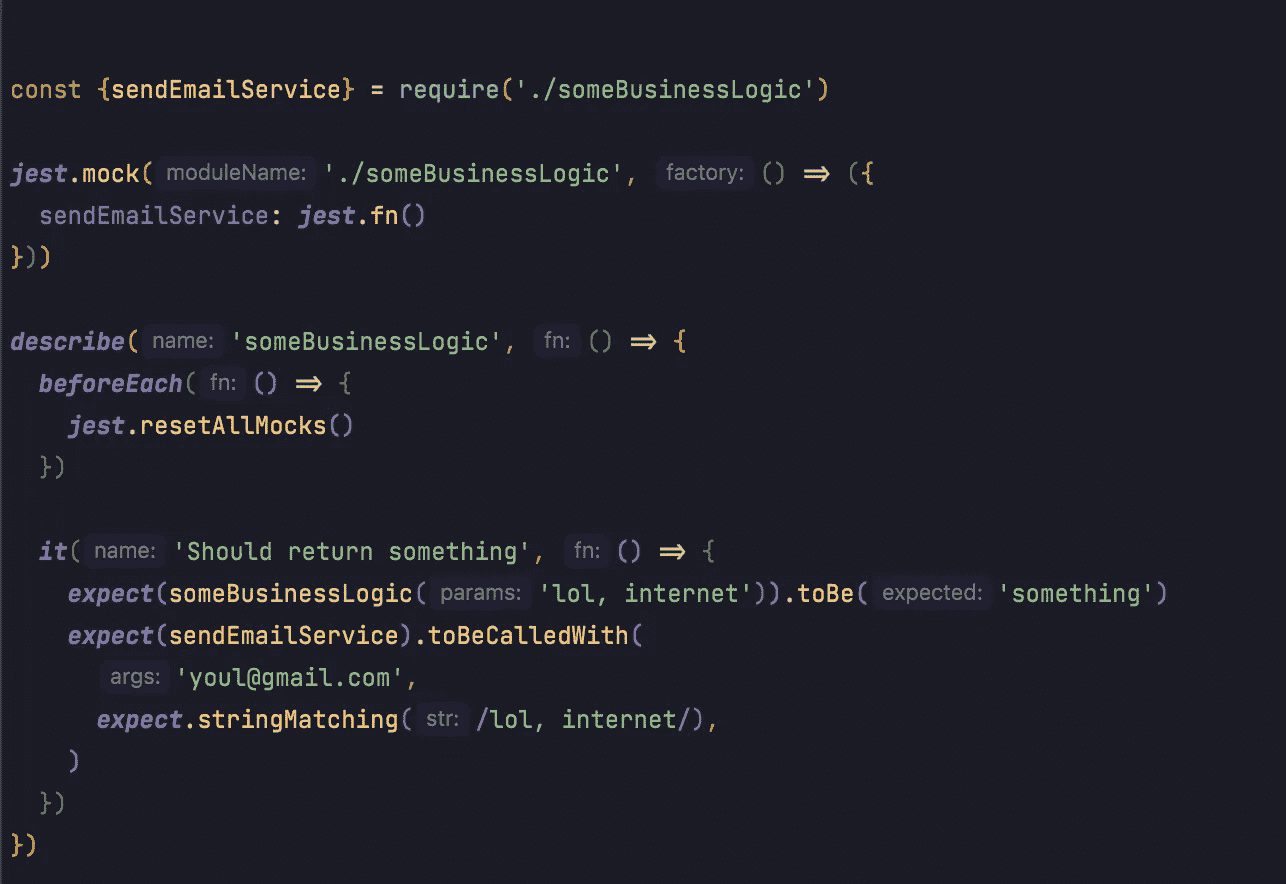 const {sendEmailService} = require('./someBusinessLogic')
jest.mock( moduleName: './someBusinessLogic', factory: () => ({
sendEmailService: jest.fn()
}))
describe( name: 'someBusinessLogic', fn: () => {
beforeEach( fn: () => {
jest.resetAllMocks()
})
it( name: 'Should return something', fn: () => {
expect(someBusinessLogic( params: 'lol, internet')).toBe( expected: 'something')
expect(sendEmailService).toBeCalledWith(
args: 'youl@gmail.com',
expect.stringMatching( str: /lol, internet/),
)
})
})